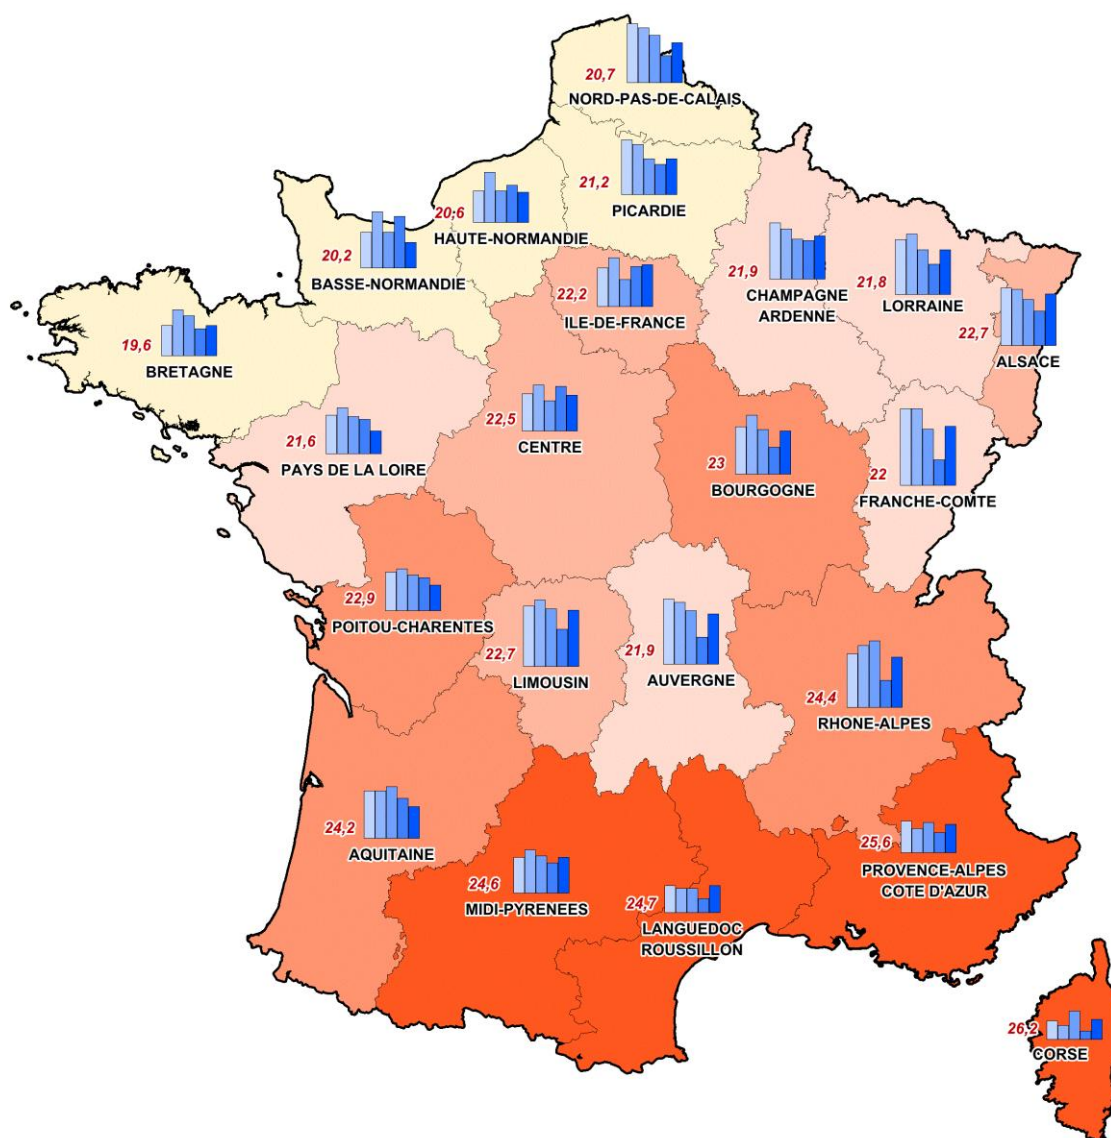 20,7
NORD-PAS-DE-CALAIS
21,2
PICARDIE
20,6
HAUTE-NORMANDIE
20,2
BASSE-NORMANDIE
22,2
ILE-DE-FRANCE
21,9
CHAMPAGNE
ARDENNE
21,8
LORRAINE
22,7
ALSACE
19,6
BRETAGNE
21,6
PAYS DE LA LOIRE
22,5
CENTRE
23
BOURGOGNE
22
FRANCHE-COMTE
22,9
POITOU-CHARENTES
22,7
LIMOUSIN
21,9
AUVERGNE
24,4
RHONE-ALPES
24,2
AQUITAINE
24,6
MIDI-PYRENEES
24,7
LANGUEDOC
ROUSSILLON
25,6
PROVENCE-ALPES
COTE D'AZUR
26,2
CORSE